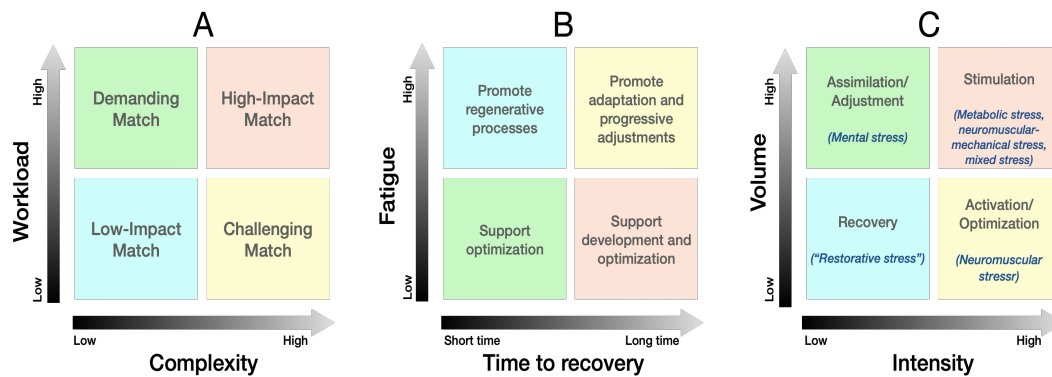 A
Workload
High
Low
Demanding
Match
High-Impact
Match
Low-Impact
Match
Challenging
Match
Low
High
Complexity
B
Fatigue
High
Low
Promote
regenerative
processes
Promote
adaptation and
progressive
adjustments
Support
optimization
Support
development and
optimization
Short time
Long time
Time to recovery
C
Volume
High
Low
Assimilation/
Adjustment
(Mental stress)
Stimulation
(Metabolic stress,
neuromuscular-
mechanical stress,
mixed stress)
Recovery
(“Restorative stress”)
Activation/
Optimization
(Neuromuscular
stressr)
Low
High
Intensity